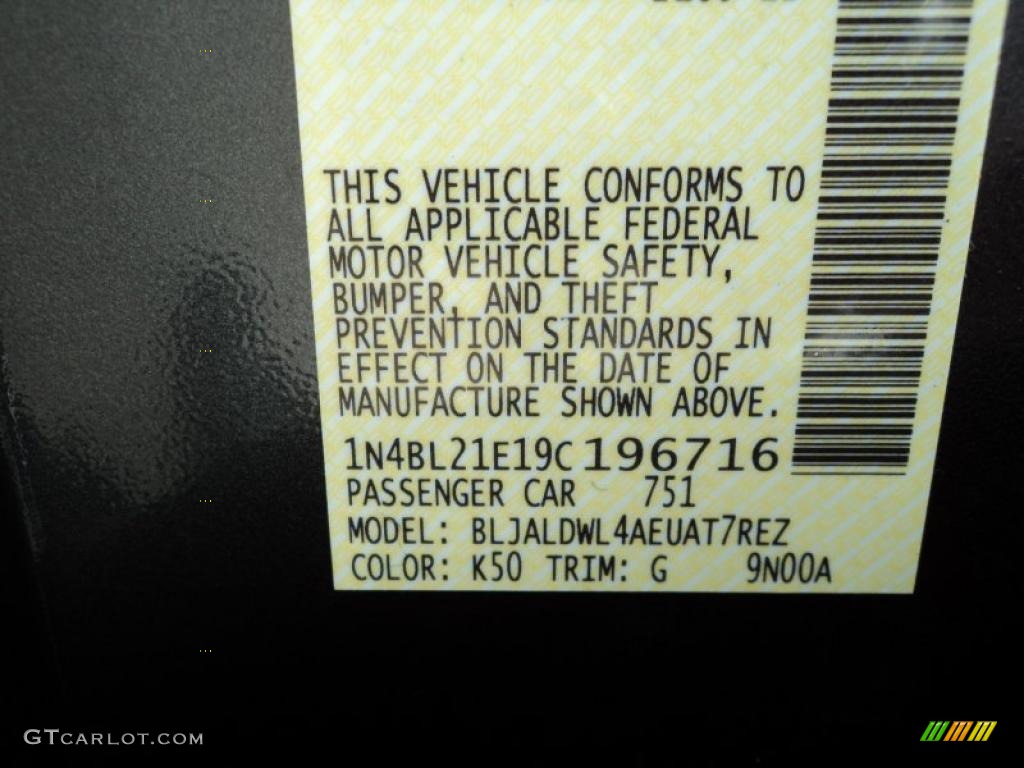 THIS VEHICLE CONFORMS TO
ALL APPLICABLE FEDERAL
MOTOR VEHICLE SAFETY,
BUMPER, AND THEFT
PREVENTION STANDARDS IN
EFFECT ON THE DATE OF
MANUFACTURE SHOWN ABOVE.
1N4BL21E19C196716
PASSENGER CAR 751
MODEL: BLJALDWL4AEUAT7REZ
COLOR: K50 TRIM: G 9N00A
GTCARLOT.COM